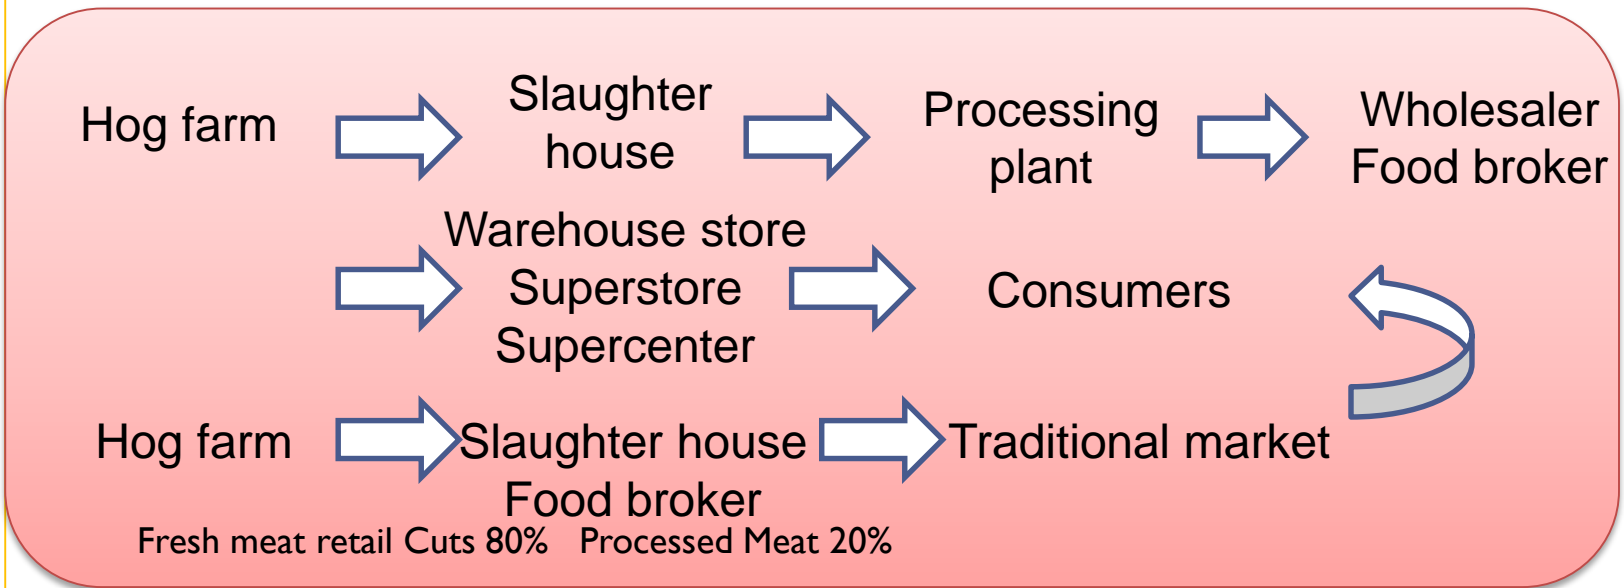 Hog farm
Slaughter
house
Processing
plant
Wholesaler
Food broker
Warehouse store
Superstore
Supercenter
Consumers
Hog farm
Slaughter house
Food broker
Traditional market
Fresh meat retail Cuts 80% Processed Meat 20%